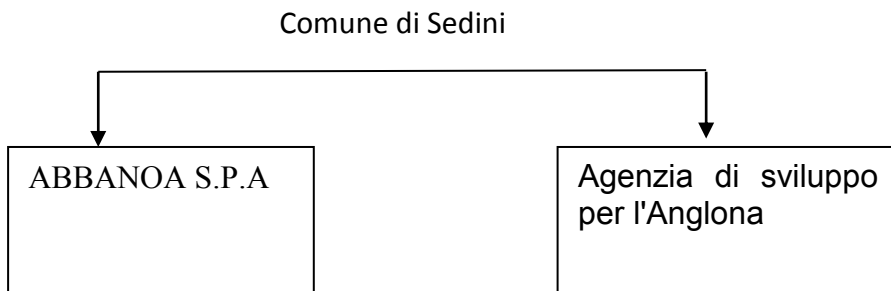 Comune di Sedini
ABBANOA S.P.A
Agenzia di sviluppo
per l'Anglona